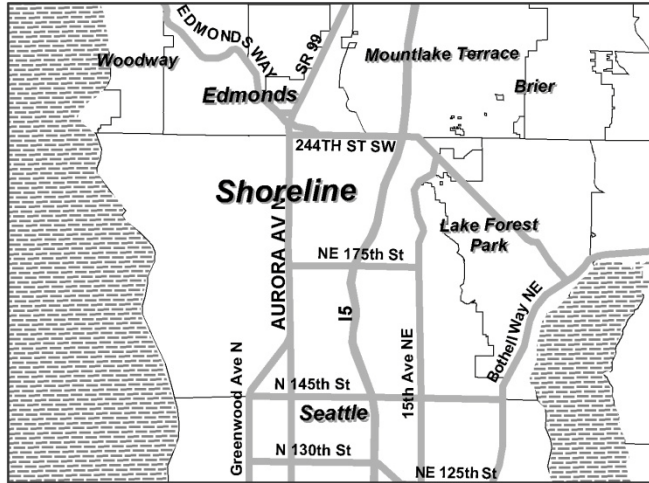 EDMONDS WAY
SR 99
Mountlake Terrace
Woodway
Brier
Edmonds
244TH ST SW
Shoreline
AURORA AV N
Lake Forest
Park
NE 175th St
I5
Bothell Way NE
15th Ave NE
Greenwood Ave N
N 145th St
Seattle
N 130th St
NE 125th St